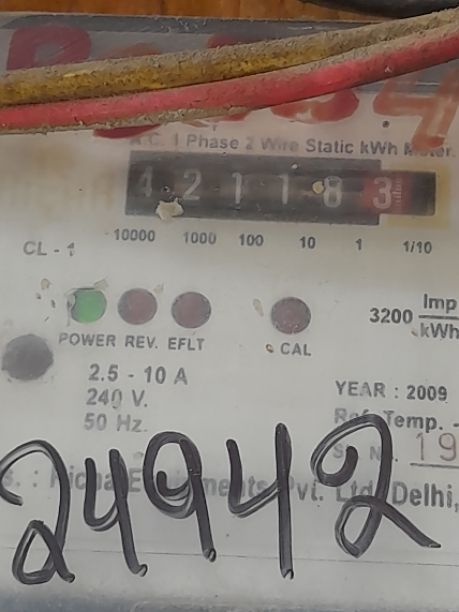 A.C. 1 Phase 2 Wire Static kWh Meter.
4 2 1 1 8 3
10000 1000 100 10 1 1/10
CL - 1
3200 Imp
kWh
POWER REV. EFLT CAL
2.5 - 10 A
240 V.
50 Hz.
YEAR : 2009
Ref. Temp. -
19
Pvt. Ltd. Delhi,
24942